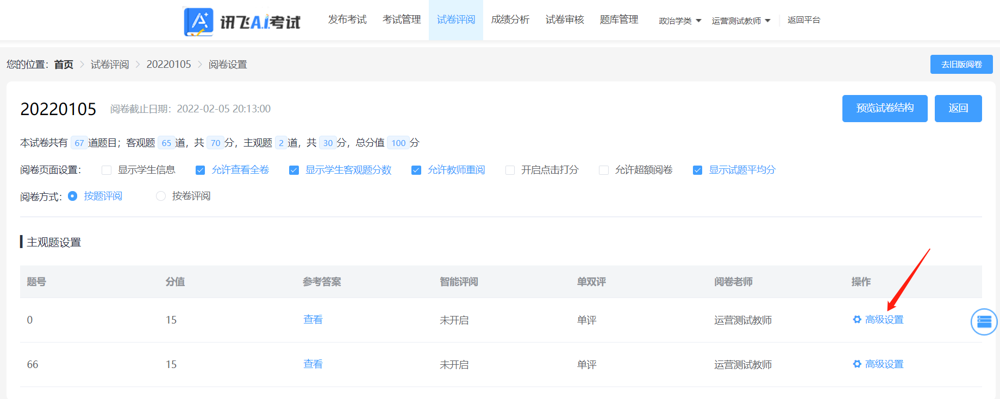 讯飞A.i.考试 发布考试 考试管理 试卷评阅 成绩分析 试卷审核 题库管理 政治学类 运营测试教师 返回平台
您的位置： 首页 试卷评阅 20220105 阅卷设置 去旧版阅卷
20220105 阅卷截止日期：2022-02-05 20:13:00 预览试卷结构 返回
本试卷共有 67 道题目；客观题 65 道，共 70 分，主观题 2 道，共 30 分，总分值 100 分
阅卷页面设置： 显示学生信息 允许查看全卷 显示学生客观题分数 允许教师重阅 开启点击打分 允许超额阅卷 显示试题平均分
阅卷方式： 按题评阅 按卷评阅
主观题设置
题号 分值 参考答案 智能评阅 单双评 阅卷老师 操作
0 15 查看 未开启 单评 运营测试教师 高级设置
66 15 查看 未开启 单评 运营测试教师 高级设置